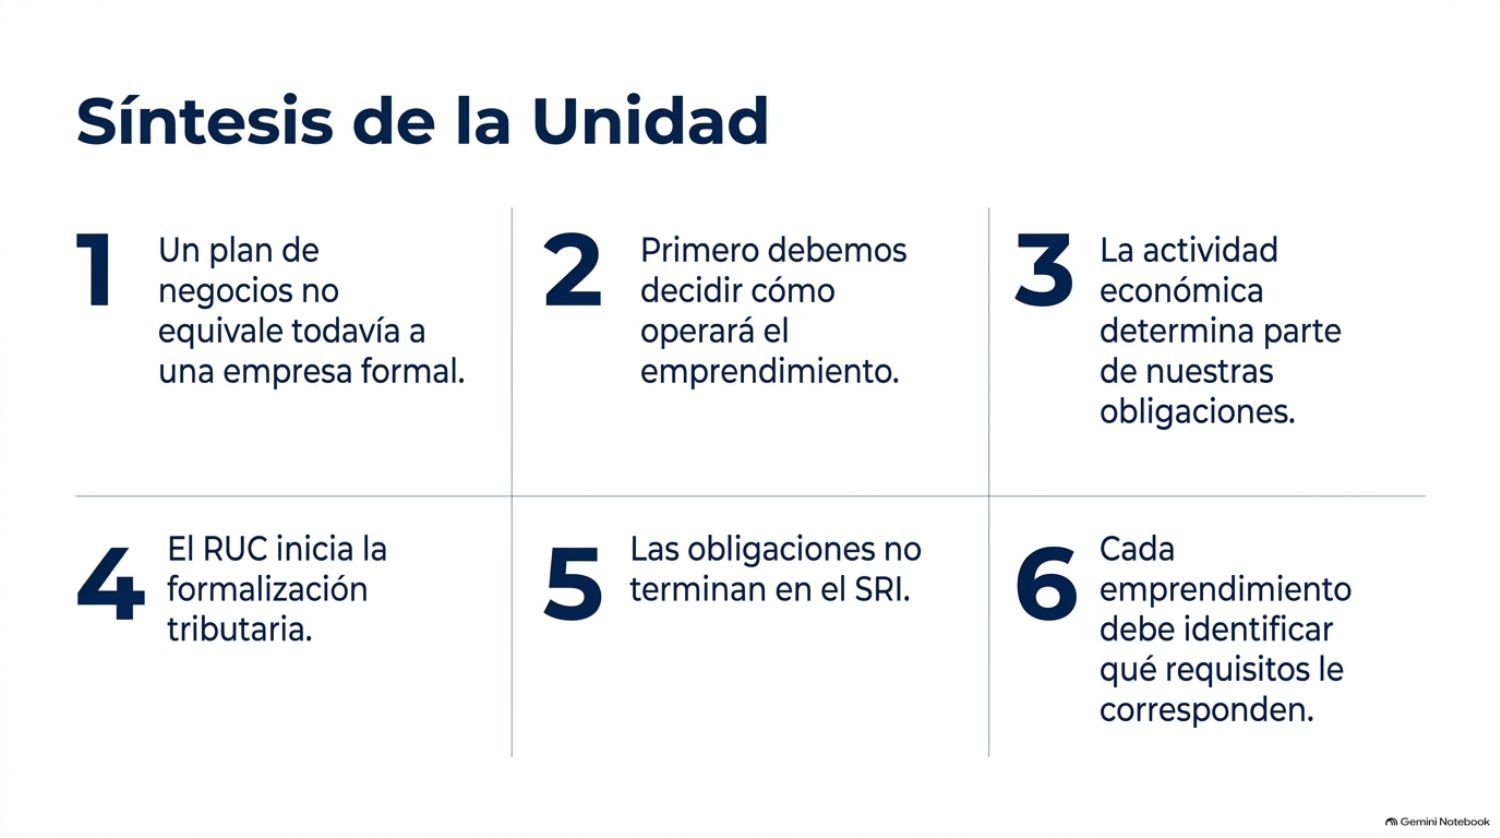 Síntesis de la Unidad
1
Un plan de
negocios no
equivale todavía a
una empresa formal.
2
Primero debemos
decidir cómo
operará el
emprendimiento.
3
La actividad
económica
determina parte
de nuestras
obligaciones.
4
El RUC inicia la
formalización
tributaria.
5
Las obligaciones no
terminan en el SRI.
6
Cada
emprendimiento
debe identificar
qué requisitos le
corresponden.
Gemini Notebook